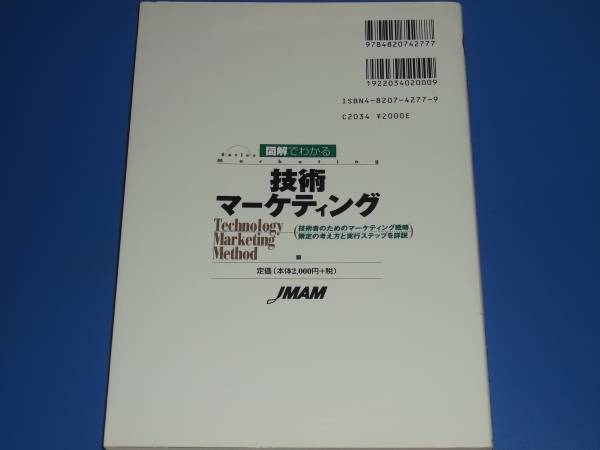 9784820742777
1922034020009
ISBN4-8207-4277-9
C2034 ¥2000E
Series 図解でわかる
Marketing
技術
マーケティング
Technology
Marketing
Method
(技術者のためのマーケティング戦略
策定の考え方と実行ステップを詳説)
定価(本体2,000円+税)
JMAM